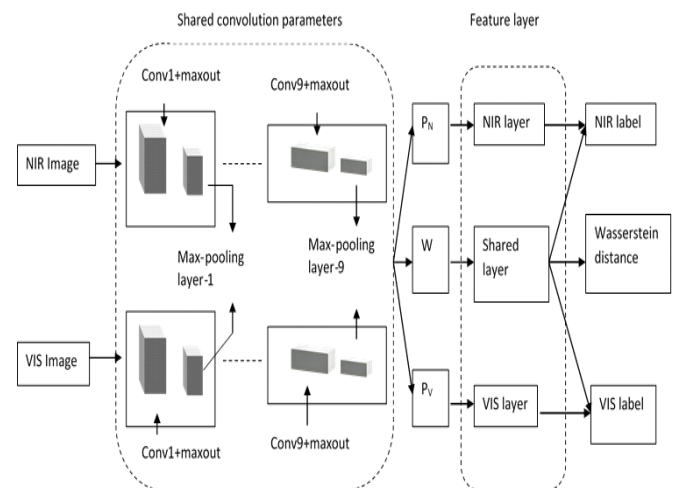 Shared convolution parameters
Feature layer
Conv1+maxout
Conv9+maxout
P_N
NIR layer
NIR label
NIR Image
Max-pooling
layer-1
Max-pooling
layer-9
W
Shared
layer
Wasserstein
distance
VIS Image
P_V
VIS layer
VIS label
Conv1+maxout
Conv9+maxout